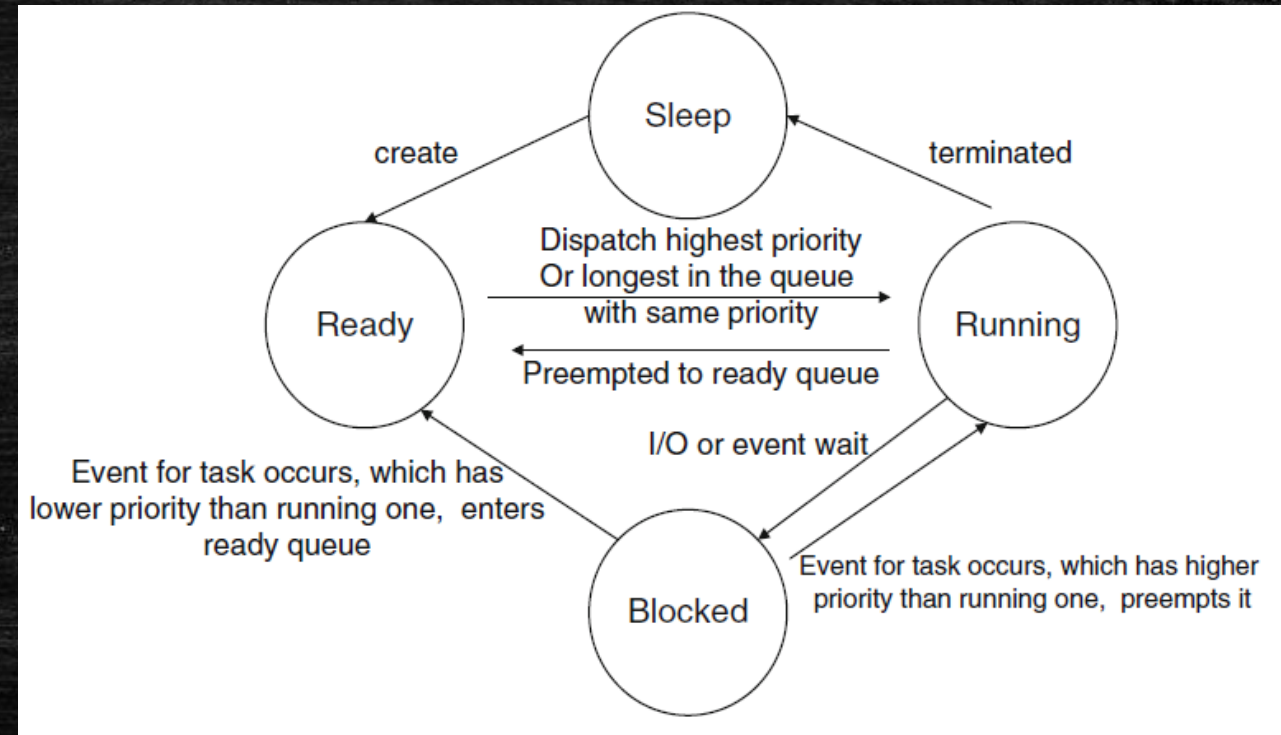 Sleep
create
terminated
Dispatch highest priority
Or longest in the queue
with same priority
Ready
Running
Preempted to ready queue
I/O or event wait
Event for task occurs, which has
lower priority than running one, enters
ready queue
Event for task occurs, which has higher
priority than running one, preempts it
Blocked